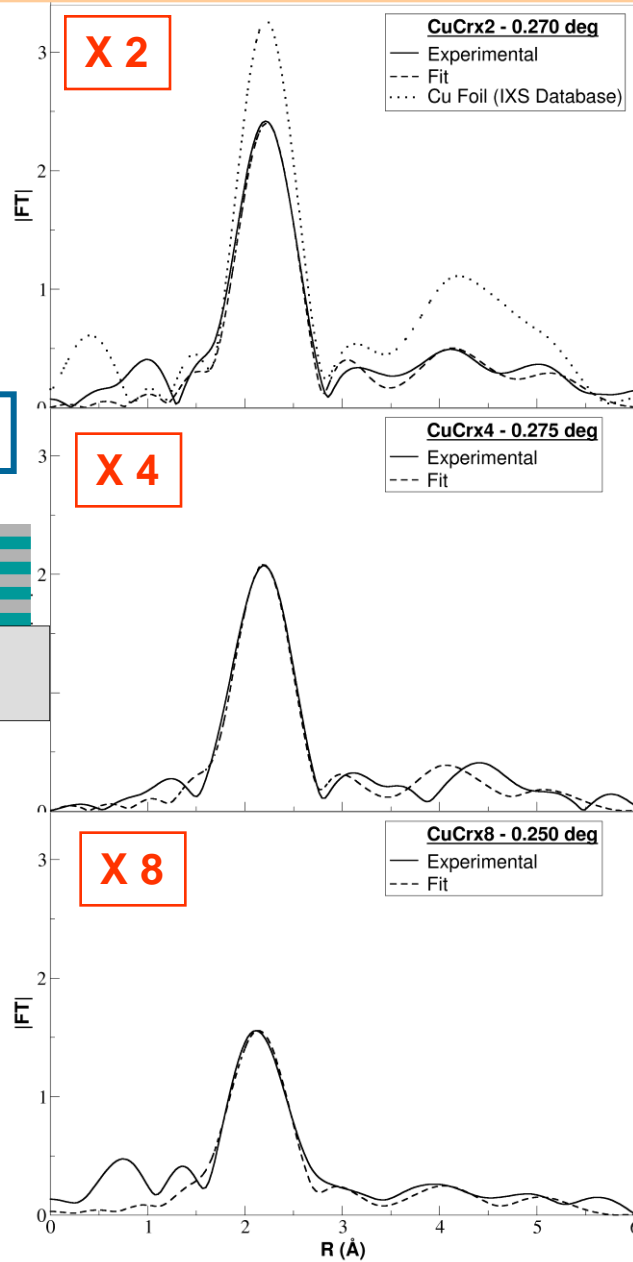 X 2
CuCrx2 - 0.270 deg
Experimental
Fit
Cu Foil (IXS Database)
3
2
1
0
|FT|
X 4
CuCrx4 - 0.275 deg
Experimental
Fit
3
2
0
X 8
CuCrx8 - 0.250 deg
Experimental
Fit
3
2
1
0
|FT|
0 1 2 3 4 5 6
R (Å)